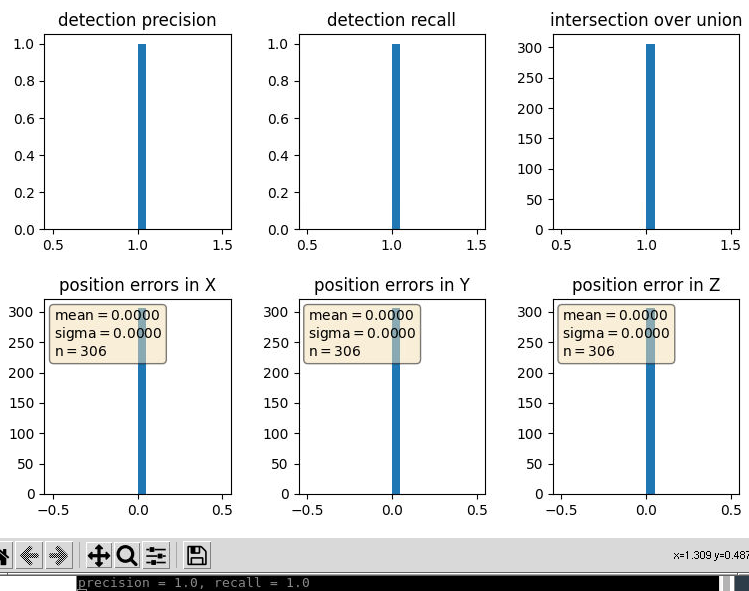 detection precision
detection recall
intersection over union
1.0
0.8
0.6
0.4
0.2
0.0
0.5 1.0 1.5
1.0
0.8
0.6
0.4
0.2
0.0
0.5 1.0 1.5
300
250
200
150
100
50
0
0.5 1.0 1.5
position errors in X
300
250
200
150
100
50
0
mean = 0.0000
sigma = 0.0000
n = 306
−0.5 0.0 0.5
position errors in Y
300
250
200
150
100
50
0
mean = 0.0000
sigma = 0.0000
n = 306
−0.5 0.0 0.5
position error in Z
300
250
200
150
100
50
0
mean = 0.0000
sigma = 0.0000
n = 306
−0.5 0.0 0.5
x=1.309 y=0.487
precision = 1.0, recall = 1.0